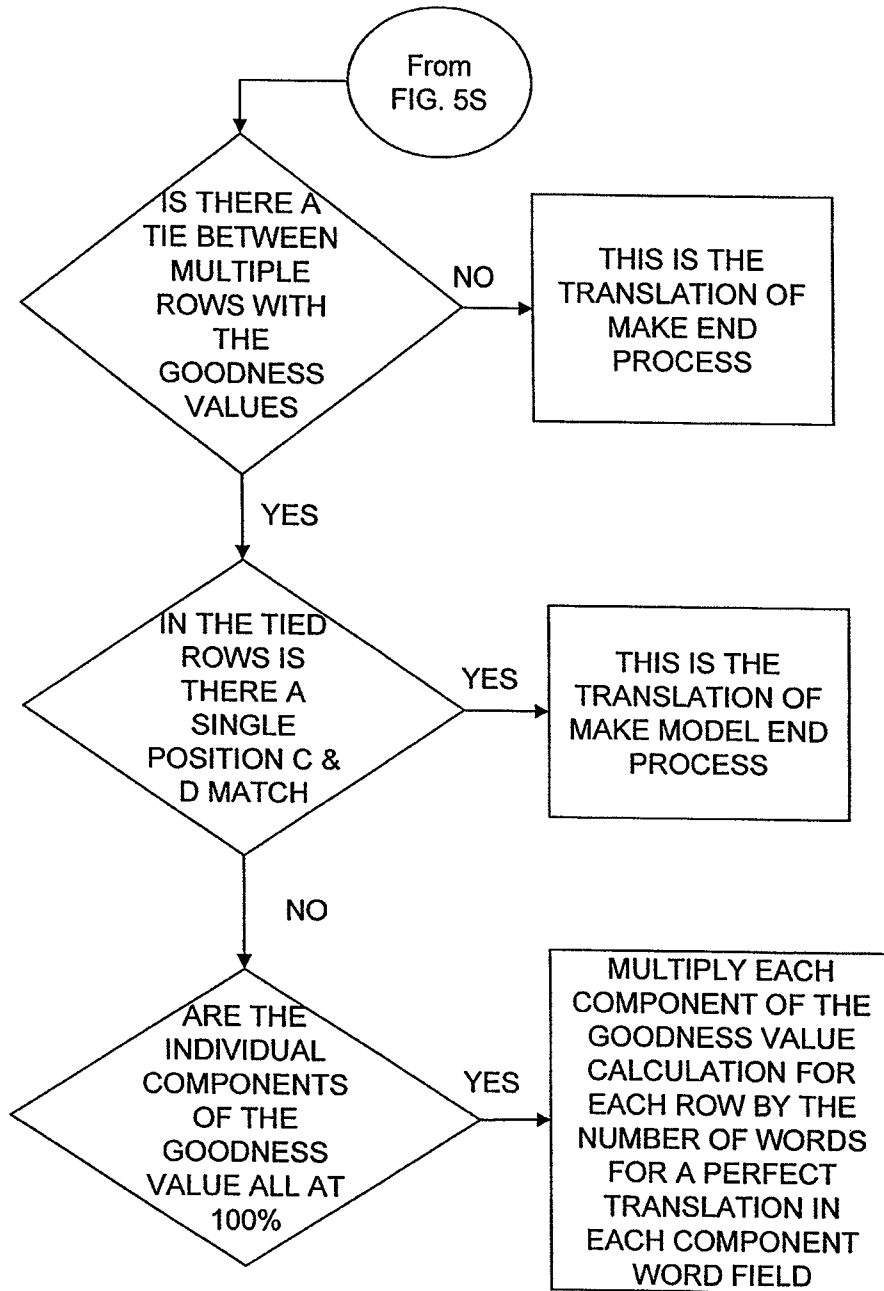 From
FIG. 5S
IS THERE A
TIE BETWEEN
MULTIPLE
ROWS WITH
THE
GOODNESS
VALUES
NO
THIS IS THE
TRANSLATION OF
MAKE END
PROCESS
YES
IN THE TIED
ROWS IS
THERE A
SINGLE
POSITION C &
D MATCH
YES
THIS IS THE
TRANSLATION OF
MAKE MODEL END
PROCESS
NO
ARE THE
INDIVIDUAL
COMPONENTS
OF THE
GOODNESS
VALUE ALL AT
100%
YES
MULTIPLY EACH
COMPONENT OF THE
GOODNESS VALUE
CALCULATION FOR
EACH ROW BY THE
NUMBER OF WORDS
FOR A PERFECT
TRANSLATION IN
EACH COMPONENT
WORD FIELD